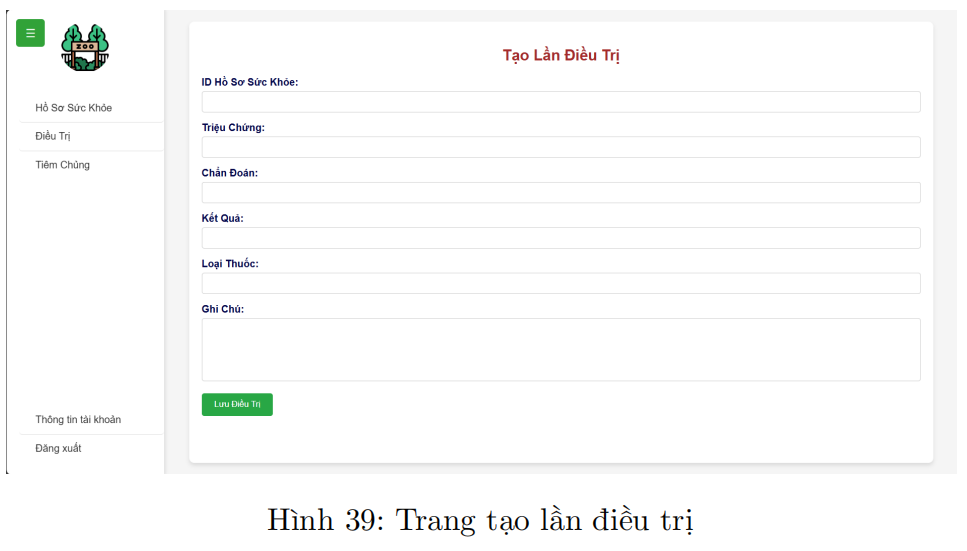 ZOO
Hồ Sơ Sức Khỏe
Điều Trị
Tiêm Chủng
Thông tin tài khoản
Đăng xuất
Tạo Lần Điều Trị
ID Hồ Sơ Sức Khỏe:
Triệu Chứng:
Chẩn Đoán:
Kết Quả:
Loại Thuốc:
Ghi Chú:
Lưu Điều Trị
Hình 39: Trang tạo lần điều trị